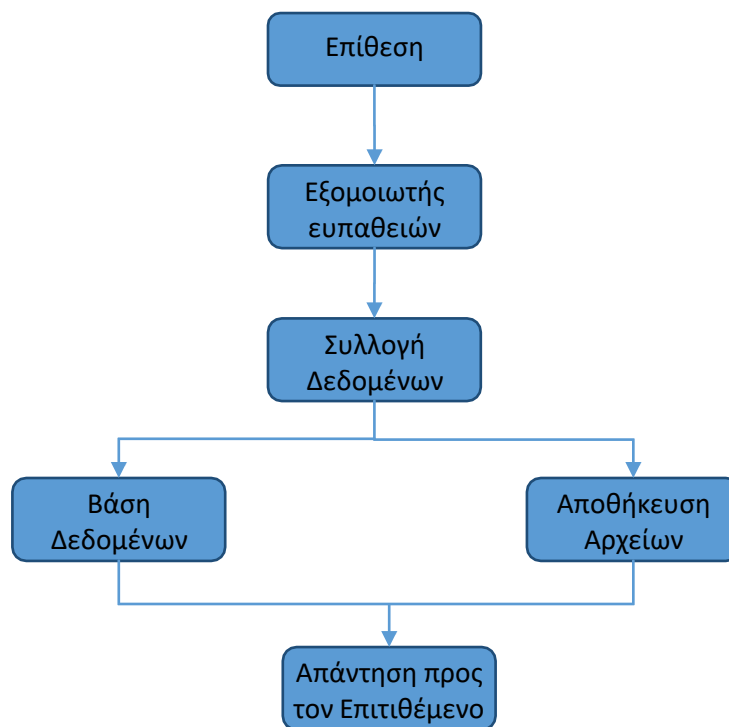 Επίθεση
Εξομοιωτής
ευπαθειών
Συλλογή
Δεδομένων
Βάση
Δεδομένων
Αποθήκευση
Αρχείων
Απάντηση προς
τον Επιτιθέμενο